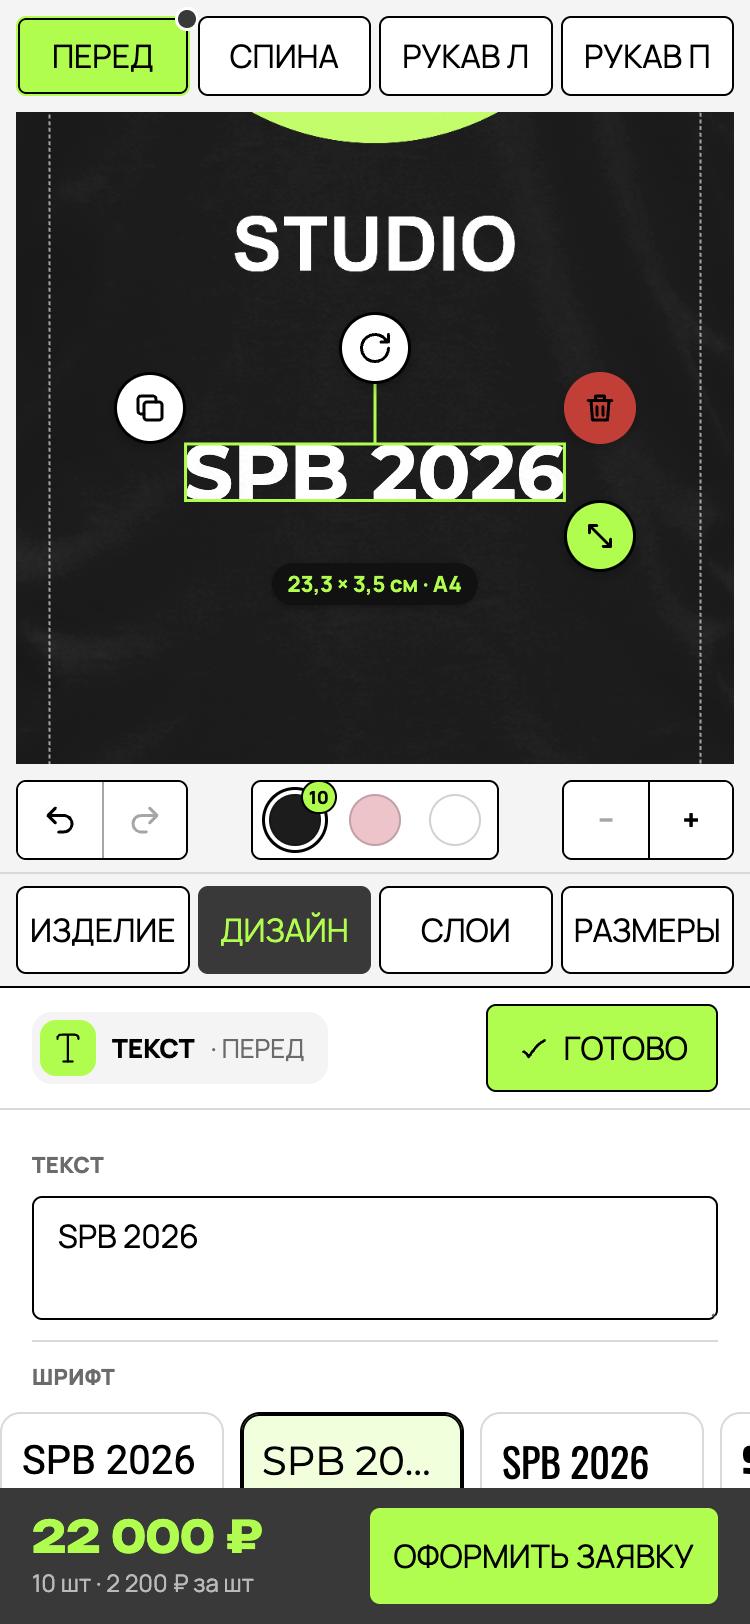 ПЕРЕД СПИНА РУКАВ Л РУКАВ П
STUDIO
SPB 2026
23,3 × 3,5 см · A4
10
− +
ИЗДЕЛИЕ ДИЗАЙН СЛОИ РАЗМЕРЫ
ТЕКСТ · ПЕРЕД ГОТОВО
ТЕКСТ
SPB 2026
ШРИФТ
SPB 2026 SPB 20... SPB 2026
22 000 ₽
10 шт · 2 200 ₽ за шт
ОФОРМИТЬ ЗАЯВКУ